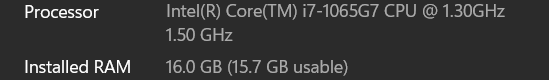 Processor Intel(R) Core(TM) i7-1065G7 CPU @ 1.30GHz
1.50 GHz
Installed RAM 16.0 GB (15.7 GB usable)